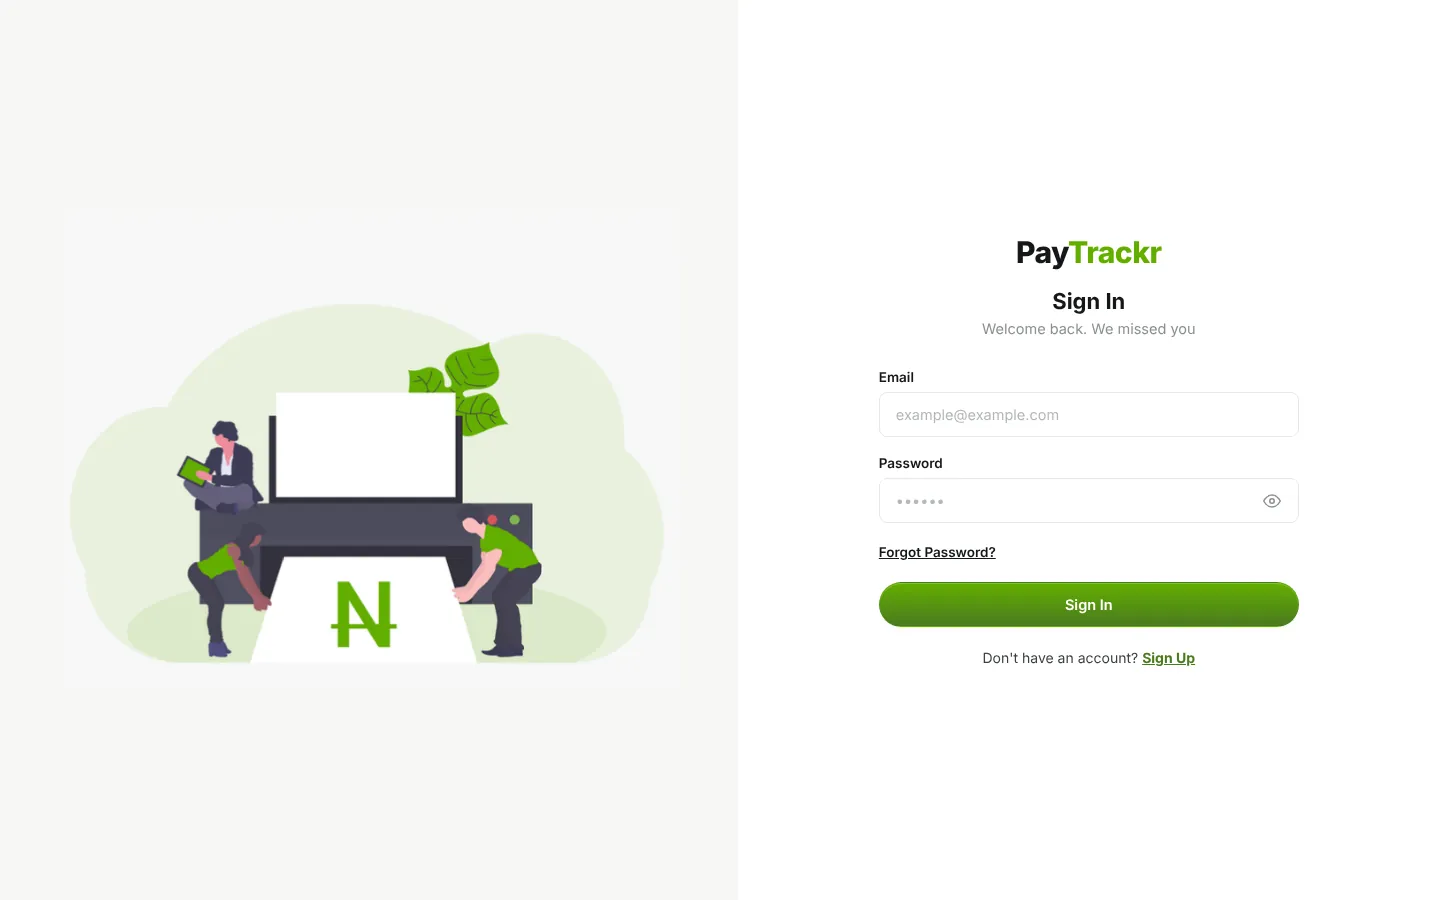 ₦
PayTrackr
Sign In
Welcome back. We missed you
Email
example@example.com
Password
••••••
Forgot Password?
Sign In
Don't have an account? Sign Up